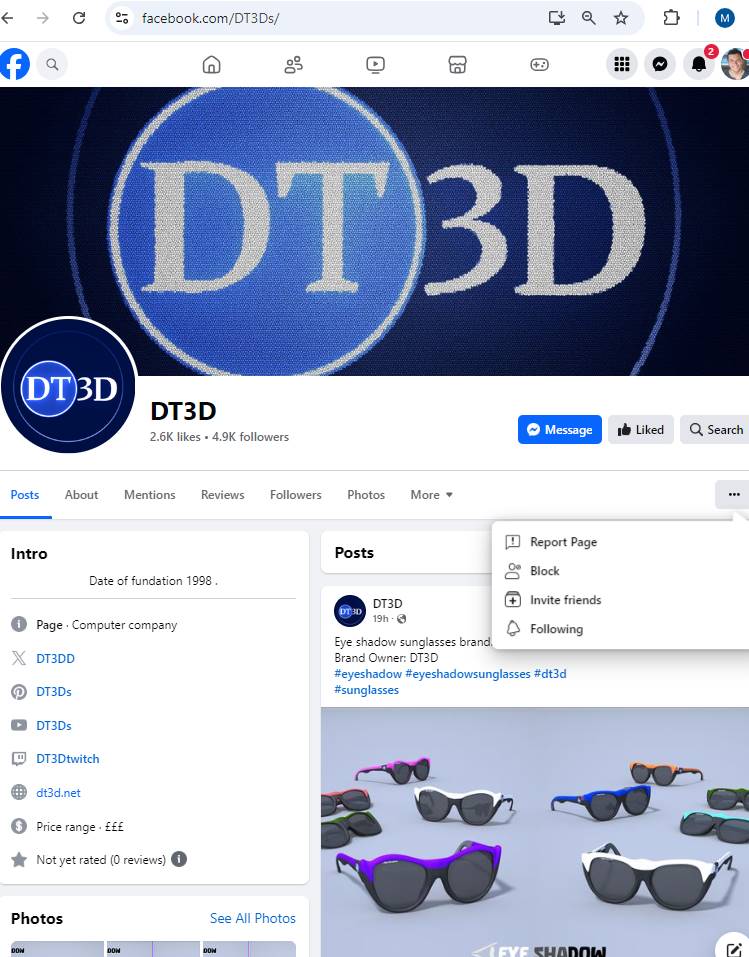 facebook.com/DT3Ds/
M
2
DT3D
DT3D
DT3D
2.6K likes • 4.9K followers
Message
Liked
Search
Posts
About
Mentions
Reviews
Followers
Photos
More
Report Page
Block
Invite friends
Following
Intro
Date of fundation 1998 .
Page · Computer company
DT3DD
DT3Ds
DT3Ds
DT3Dtwitch
dt3d.net
Price range · £££
Not yet rated (0 reviews)
Photos
See All Photos
Posts
DT3D
DT3D
19h ·
Eye shadow sunglasses brand.
Brand Owner: DT3D
#eyeshadow #eyeshadowsunglasses #dt3d
#sunglasses
EYE SHADOW